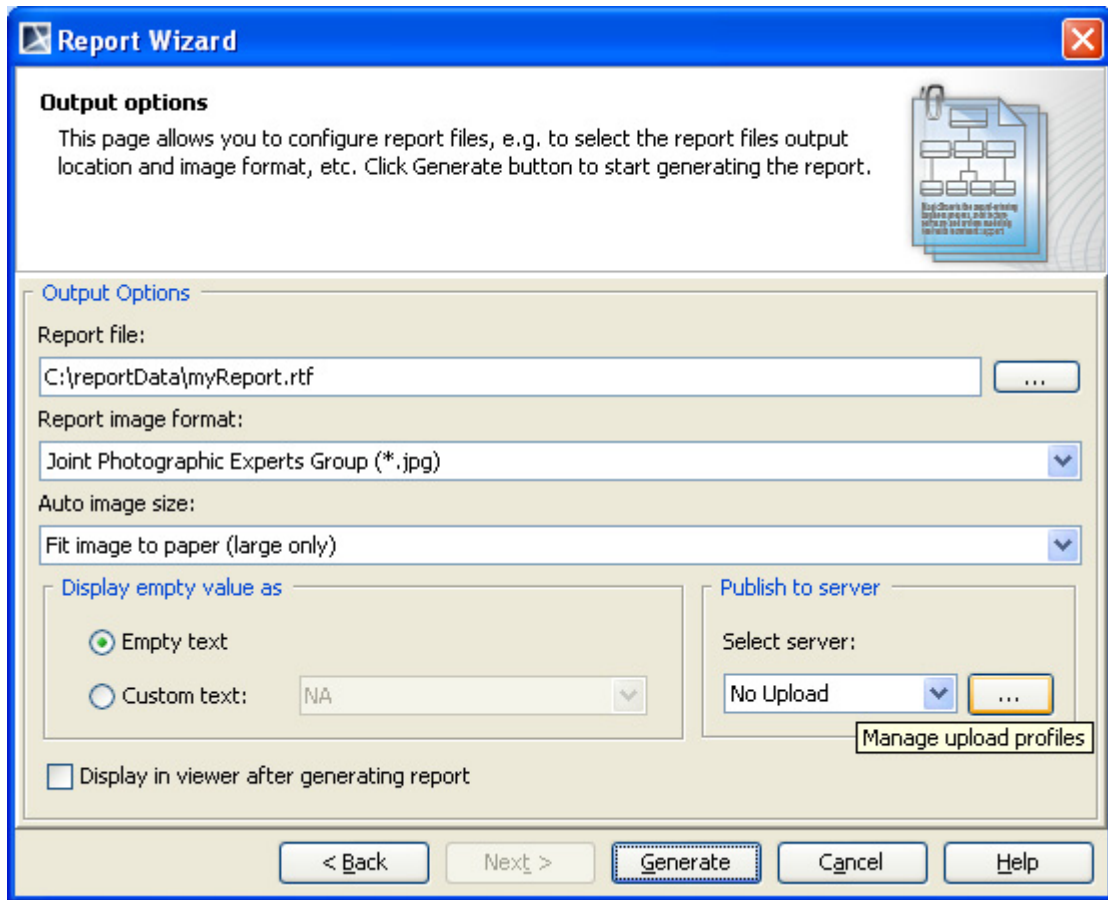 Report Wizard
Output options
This page allows you to configure report files, e.g. to select the report files output
location and image format, etc. Click Generate button to start generating the report.
Output Options
Report file:
C:\reportData\myReport.rtf
...
Report image format:
Joint Photographic Experts Group (*.jpg)
Auto image size:
Fit image to paper (large only)
Display empty value as
Empty text
Custom text:
NA
Publish to server
Select server:
No Upload
...
Manage upload profiles
Display in viewer after generating report
< Back
Next >
Generate
Cancel
Help